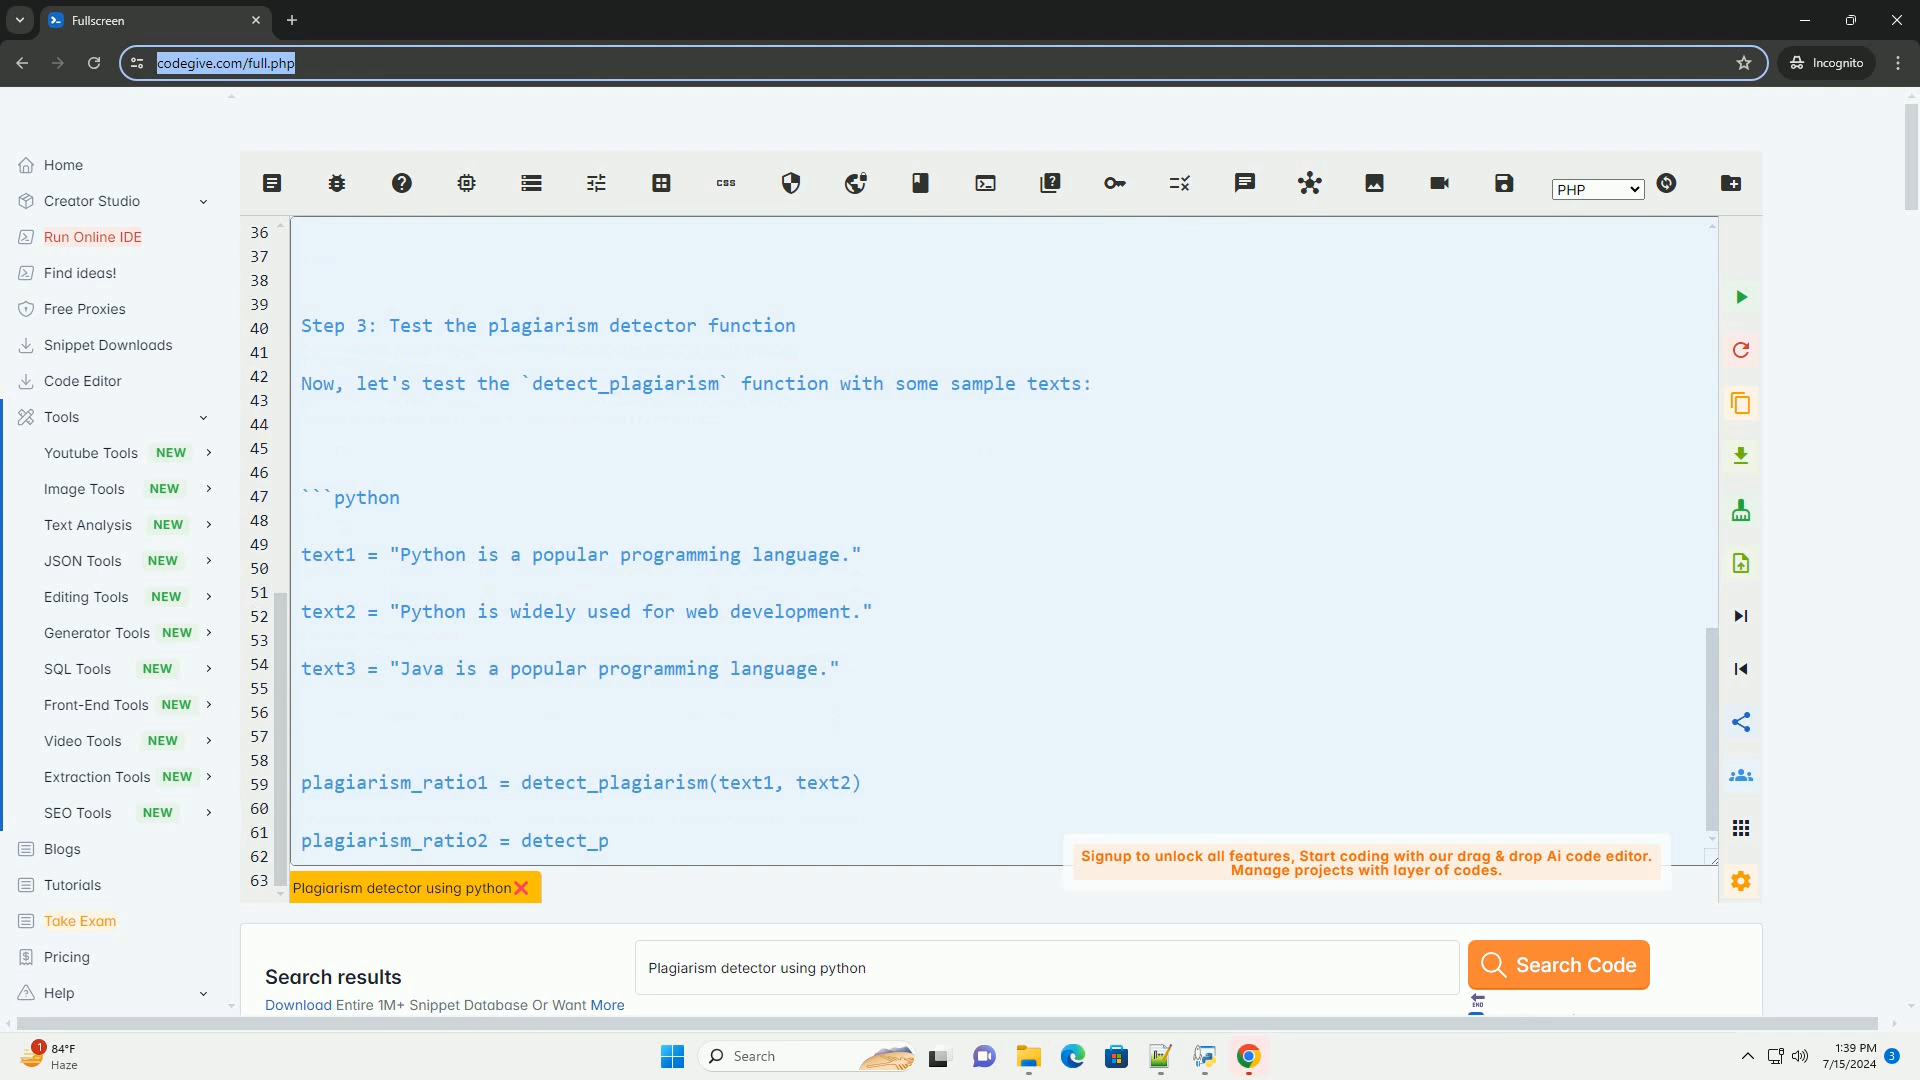 Fullscreen
codegive.com/full.php
Incognito
Home
Creator Studio
Run Online IDE
Find ideas!
Free Proxies
Snippet Downloads
Code Editor
Tools
Youtube Tools NEW
Image Tools NEW
Text Analysis NEW
JSON Tools NEW
Editing Tools NEW
Generator Tools NEW
SQL Tools NEW
Front-End Tools NEW
Video Tools NEW
Extraction Tools NEW
SEO Tools NEW
Blogs
Tutorials
Take Exam
Pricing
Help
css
PHP
36
37
38
39
40
41
42
43
44
45
46
47
48
49
50
51
52
53
54
55
56
57
58
59
60
61
62
63
Step 3: Test the plagiarism detector function
Now, let's test the `detect_plagiarism` function with some sample texts:
```python
text1 = "Python is a popular programming language."
text2 = "Python is widely used for web development."
text3 = "Java is a popular programming language."
plagiarism_ratio1 = detect_plagiarism(text1, text2)
plagiarism_ratio2 = detect_p
Signup to unlock all features, Start coding with our drag & drop Ai code editor.
Manage projects with layer of codes.
Plagiarism detector using python
Search results
Download Entire 1M+ Snippet Database Or Want More
Plagiarism detector using python
Search Code
END
1
84°F
Haze
Search
1:39 PM
7/15/2024
3